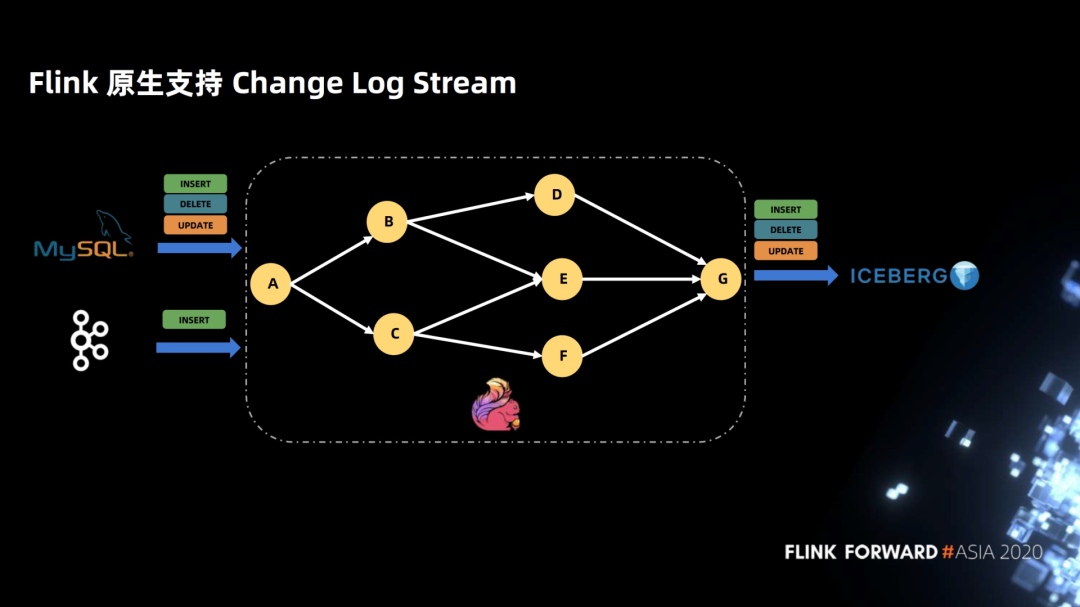 Flink 原生支持 Change Log Stream
INSERT
DELETE
UPDATE
MySQL®
INSERT
A
B
C
D
E
F
G
INSERT
DELETE
UPDATE
ICEBERG
FLINK FORWARD #ASIA 2020